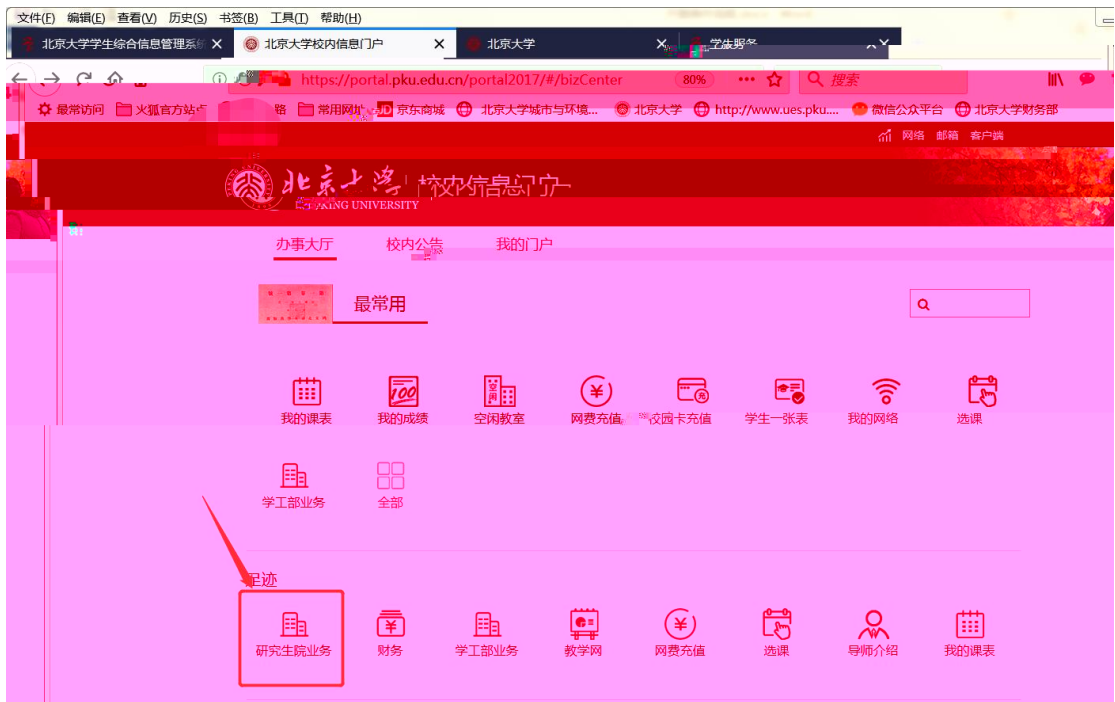 文件(F) 编辑(E) 查看(V) 历史(S) 书签(B) 工具(T) 帮助(H)
北京大学学生综合信息管理系统 北京大学校内信息门户 北京大学
https://portal.pku.edu.cn/portal2017/#/bizCenter 80% 搜索
最常访问 火狐官方站点 常用网址 京东商城 北京大学城市与环境... 北京大学 http://www.ues.pku.... 微信公众平台 北京大学财务部
网络 邮箱 客户端
北京大学 校内信息门户
UNIVERSITY
办事大厅 校内公告 我的门户
最常用
我的课表 我的成绩 空闲教室 网费充值 校园卡充值 学生一张表 我的网络 选课
学工部业务 全部
足迹
研究生院业务 财务 学工部业务 教学网 网费充值 选课 导师介绍 我的课表